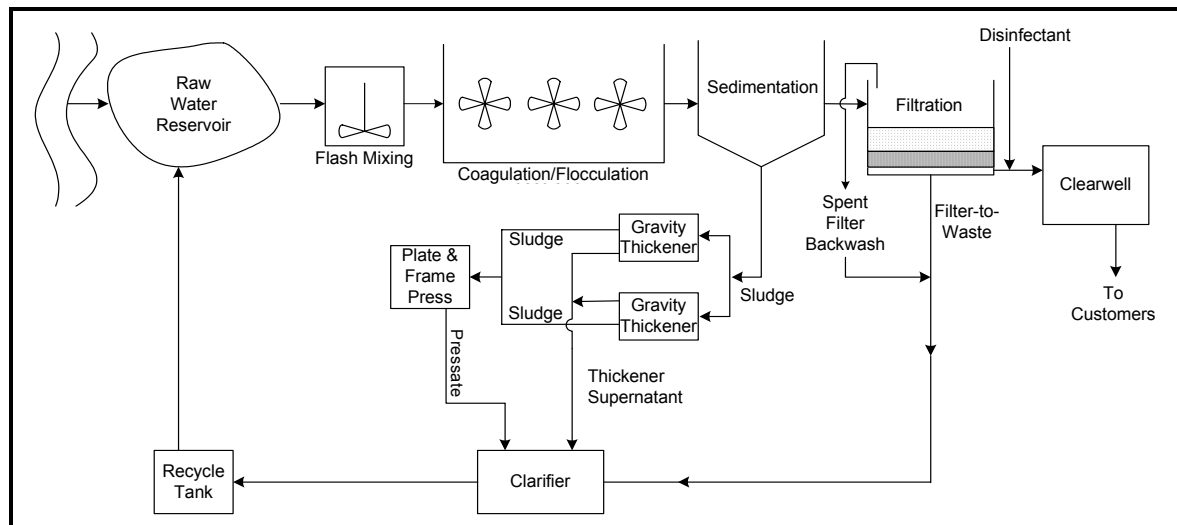 Disinfectant
Raw
Water
Reservoir
Flash Mixing
Coagulation/Flocculation
Sedimentation
Filtration
Clearwell
To
Customers
Spent
Filter
Backwash
Filter-to-
Waste
Sludge
Gravity
Thickener
Gravity
Thickener
Sludge
Sludge
Plate &
Frame
Press
Pressate
Thickener
Supernatant
Clarifier
Recycle
Tank